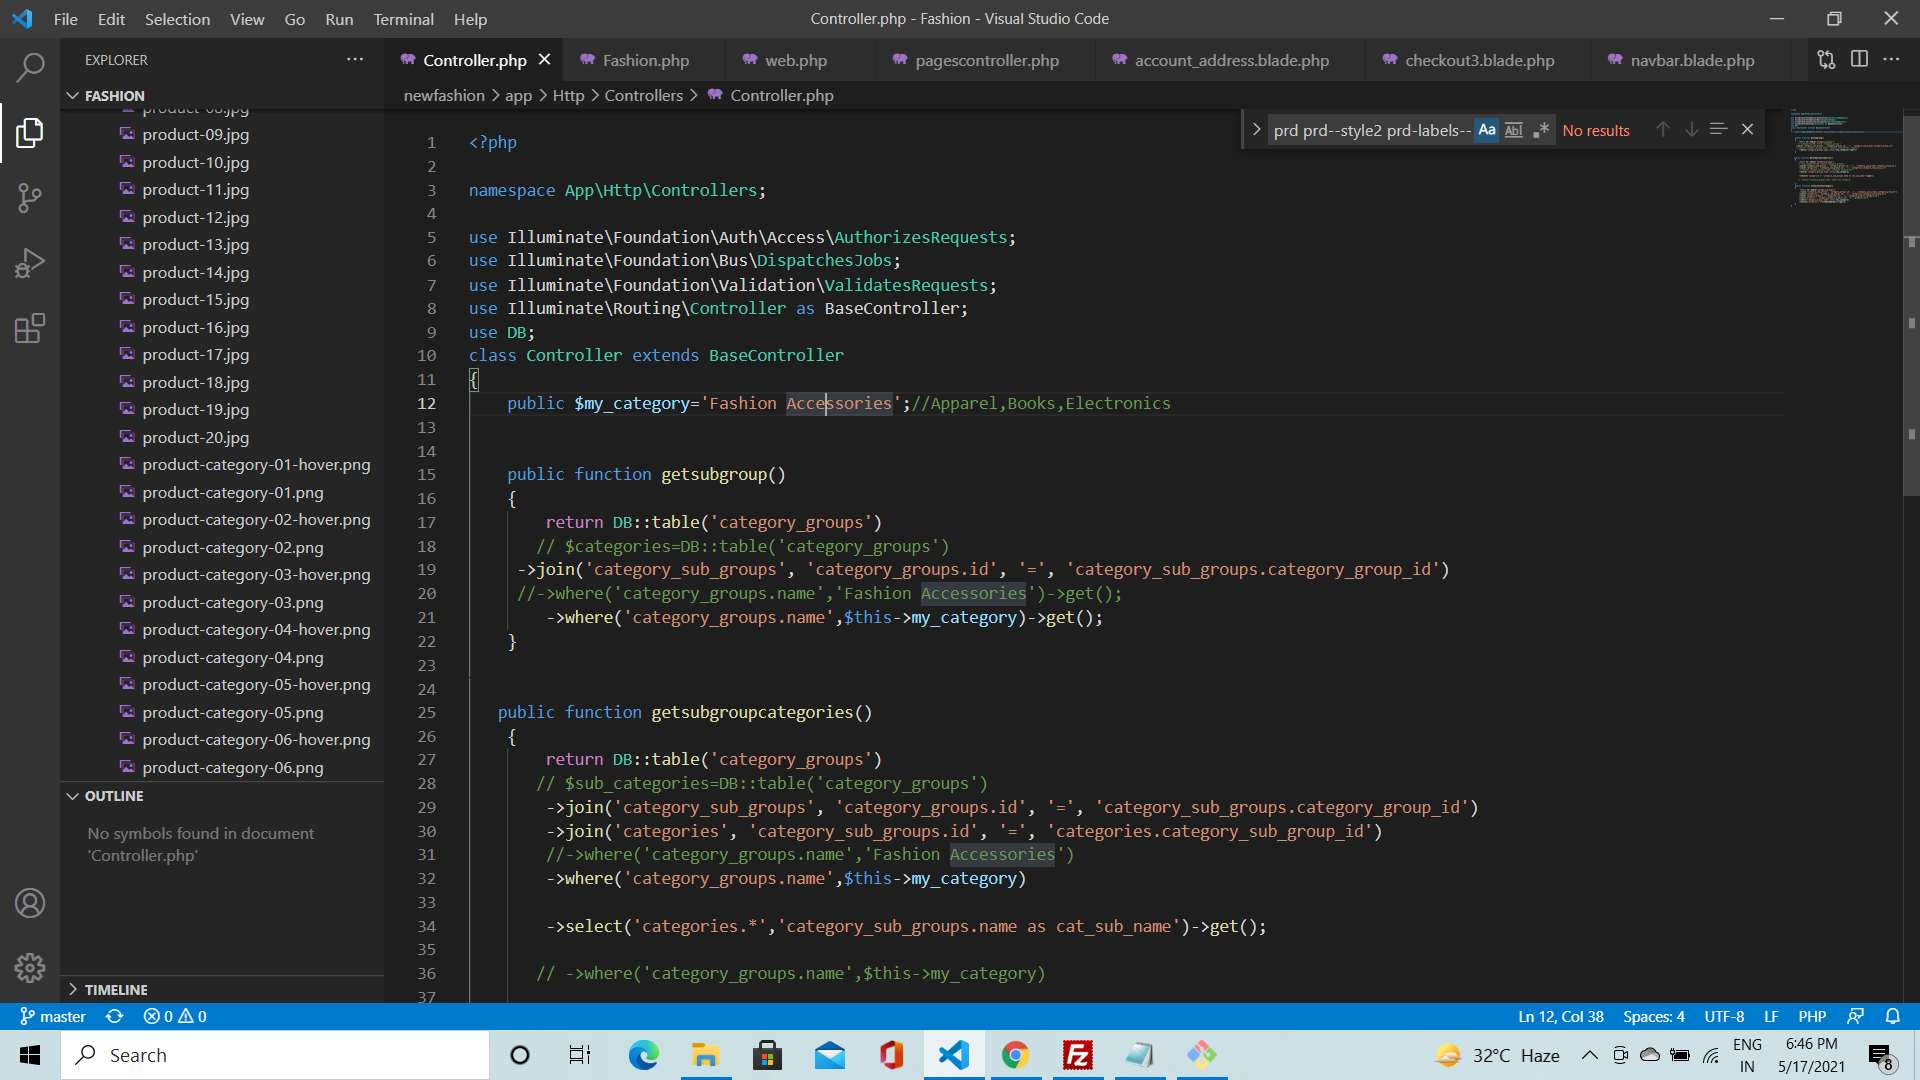 File Edit Selection View Go Run Terminal Help
Controller.php - Fashion - Visual Studio Code
EXPLORER
FASHION
product-08.jpg
product-09.jpg
product-10.jpg
product-11.jpg
product-12.jpg
product-13.jpg
product-14.jpg
product-15.jpg
product-16.jpg
product-17.jpg
product-18.jpg
product-19.jpg
product-20.jpg
product-category-01-hover.png
product-category-01.png
product-category-02-hover.png
product-category-02.png
product-category-03-hover.png
product-category-03.png
product-category-04-hover.png
product-category-04.png
product-category-05-hover.png
product-category-05.png
product-category-06-hover.png
product-category-06.png
OUTLINE
No symbols found in document
'Controller.php'
TIMELINE
Controller.php Fashion.php web.php pagescontroller.php account_address.blade.php checkout3.blade.php navbar.blade.php
newfashion > app > Http > Controllers > Controller.php
prd prd--style2 prd-labels-- Aa Abl .* No results
1 <?php
2
3 namespace App\Http\Controllers;
4
5 use Illuminate\Foundation\Auth\Access\AuthorizesRequests;
6 use Illuminate\Foundation\Bus\DispatchesJobs;
7 use Illuminate\Foundation\Validation\ValidatesRequests;
8 use Illuminate\Routing\Controller as BaseController;
9 use DB;
10 class Controller extends BaseController
11 {
12 public $my_category='Fashion Accessories';//Apparel,Books,Electronics
13
14
15 public function getsubgroup()
16 {
17 return DB::table('category_groups')
18 // $categories=DB::table('category_groups')
19 ->join('category_sub_groups', 'category_groups.id', '=', 'category_sub_groups.category_group_id')
20 //->where('category_groups.name','Fashion Accessories')->get();
21 ->where('category_groups.name',$this->my_category)->get();
22 }
23
24
25 public function getsubgroupcategories()
26 {
27 return DB::table('category_groups')
28 // $sub_categories=DB::table('category_groups')
29 ->join('category_sub_groups', 'category_groups.id', '=', 'category_sub_groups.category_group_id')
30 ->join('categories', 'category_sub_groups.id', '=', 'categories.category_sub_group_id')
31 //->where('category_groups.name','Fashion Accessories')
32 ->where('category_groups.name',$this->my_category)
33
34 ->select('categories.*','category_sub_groups.name as cat_sub_name')->get();
35
36 // ->where('category_groups.name',$this->my_category)
37
master 0 0
Ln 12, Col 38 Spaces: 4 UTF-8 LF PHP
Search
32°C Haze
ENG
IN
6:46 PM
5/17/2021
8